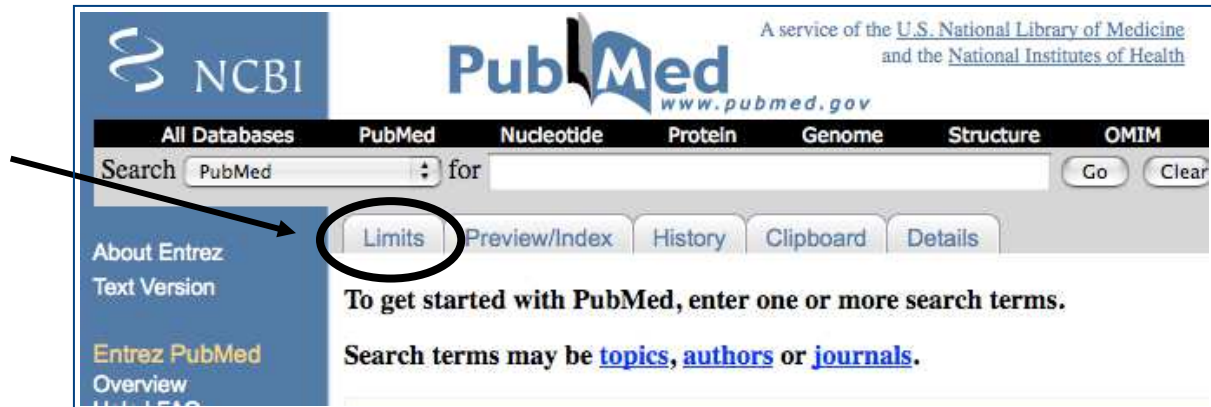 NCBI
PubMed
www.pubmed.gov
A service of the U.S. National Library of Medicine
and the National Institutes of Health
All Databases PubMed Nucleotide Protein Genome Structure OMIM
Search PubMed for Go Clear
Limits Preview/Index History Clipboard Details
About Entrez
Text Version
To get started with PubMed, enter one or more search terms.
Entrez PubMed
Search terms may be topics, authors or journals.
Overview